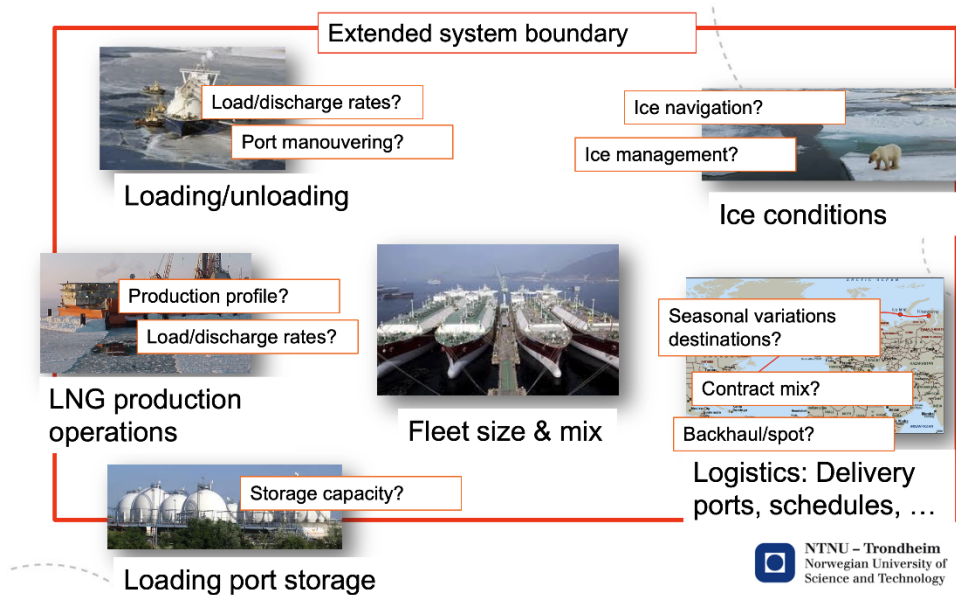 Extended system boundary
Load/discharge rates?
Port manouvering?
Loading/unloading
Ice navigation?
Ice management?
Ice conditions
Production profile?
Load/discharge rates?
LNG production
operations
Fleet size & mix
Seasonal variations
destinations?
Contract mix?
Backhaul/spot?
Logistics: Delivery
ports, schedules, …
Storage capacity?
Loading port storage
NTNU – Trondheim
Norwegian University of
Science and Technology